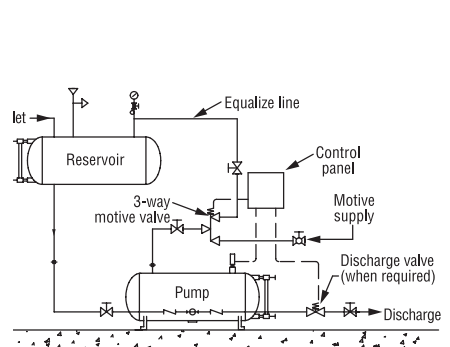 Equalize line
let
Reservoir
Control
panel
3-way
motive valve
Motive
supply
Discharge valve
(when required)
Pump
Discharge